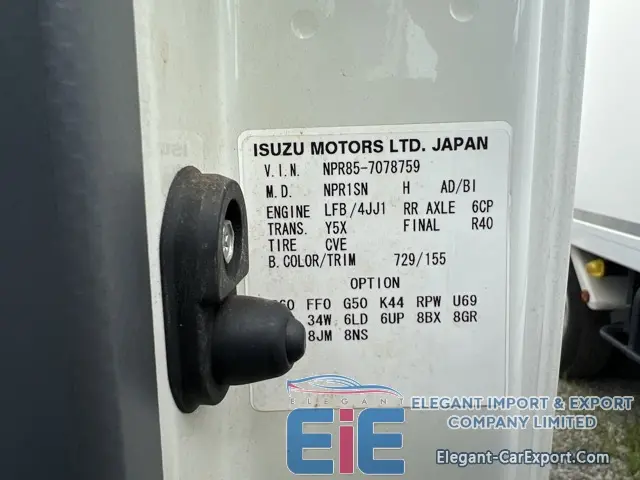 ISUZU MOTORS LTD. JAPAN
V.I.N. NPR85-7078759
M.D. NPR1SN H AD/BI
ENGINE LFB/4JJ1 RR AXLE 6CP
TRANS. Y5X FINAL R40
TIRE CVE
B.COLOR/TRIM 729/155
OPTION
FF0 G50 K44 RPW U69
34W 6LD 6UP 8BX 8GR
8JM 8NS
ELEGANT
EiE
ELEGANT IMPORT & EXPORT
COMPANY LIMITED
Elegant-CarExport.Com